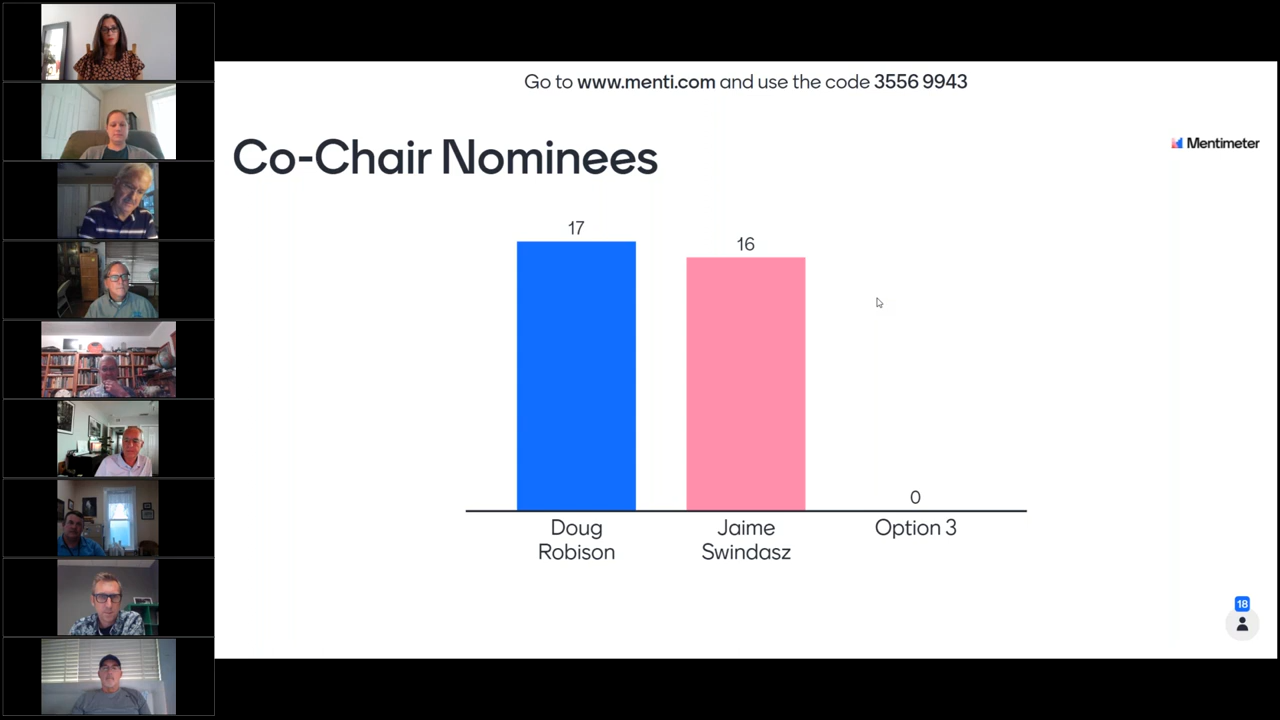 Go to www.menti.com and use the code 3556 9943
Mentimeter
Co-Chair Nominees
17
16
0
Doug
Robison
Jaime
Swindasz
Option 3
18